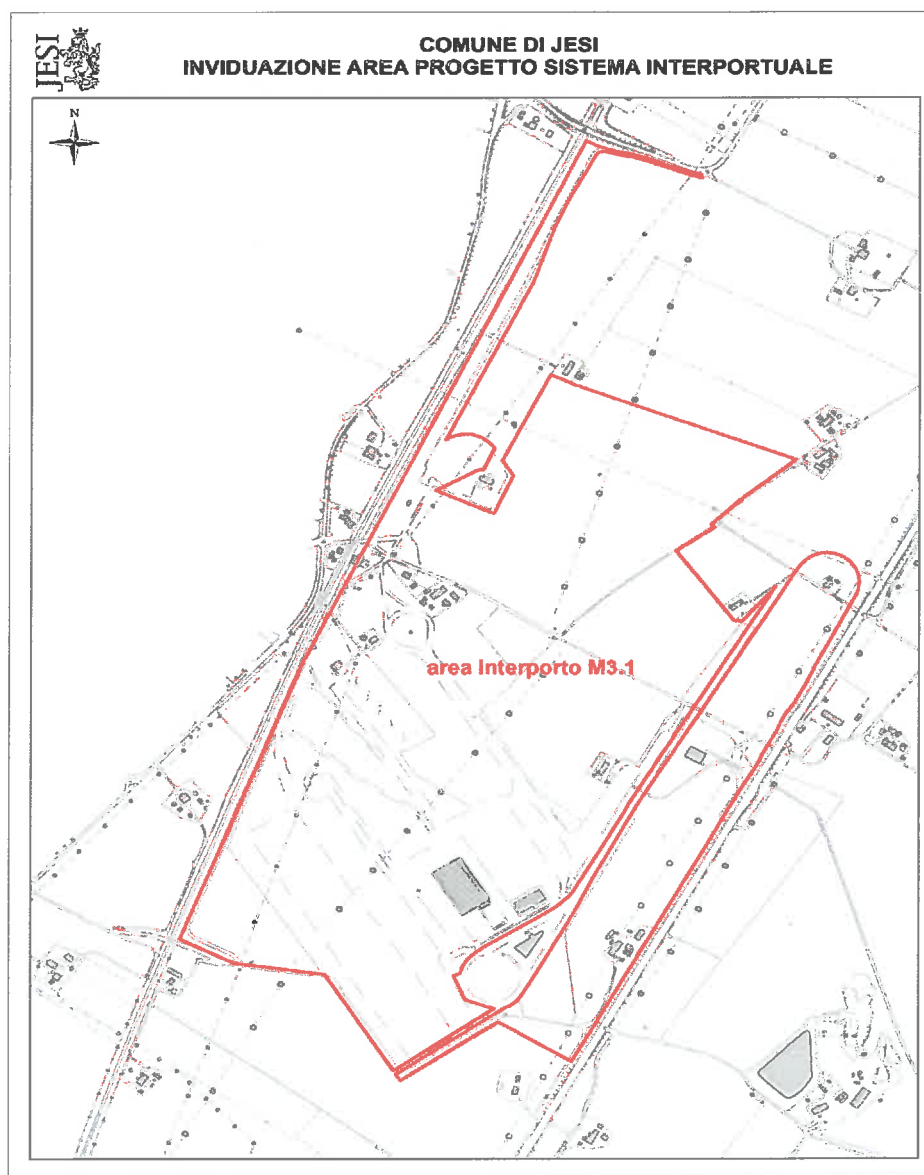 JESI
COMUNE DI JESI
INVIDUAZIONE AREA PROGETTO SISTEMA INTERPORTUALE
N
area Interporto M3.1